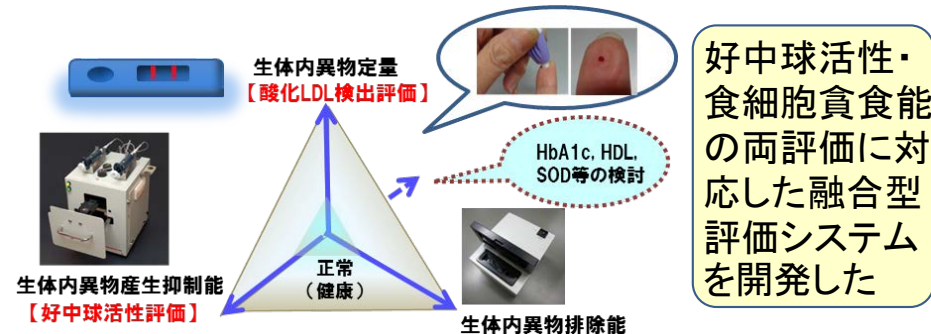 生体内異物定量
【酸化LDL検出評価】
HbA1c, HDL,
SOD等の検討
正常
（健康）
生体内異物産生抑制能
【好中球活性評価】
生体内異物排除能
好中球活性・
食細胞貪食能
の両評価に対
応した融合型
評価システム
を開発した